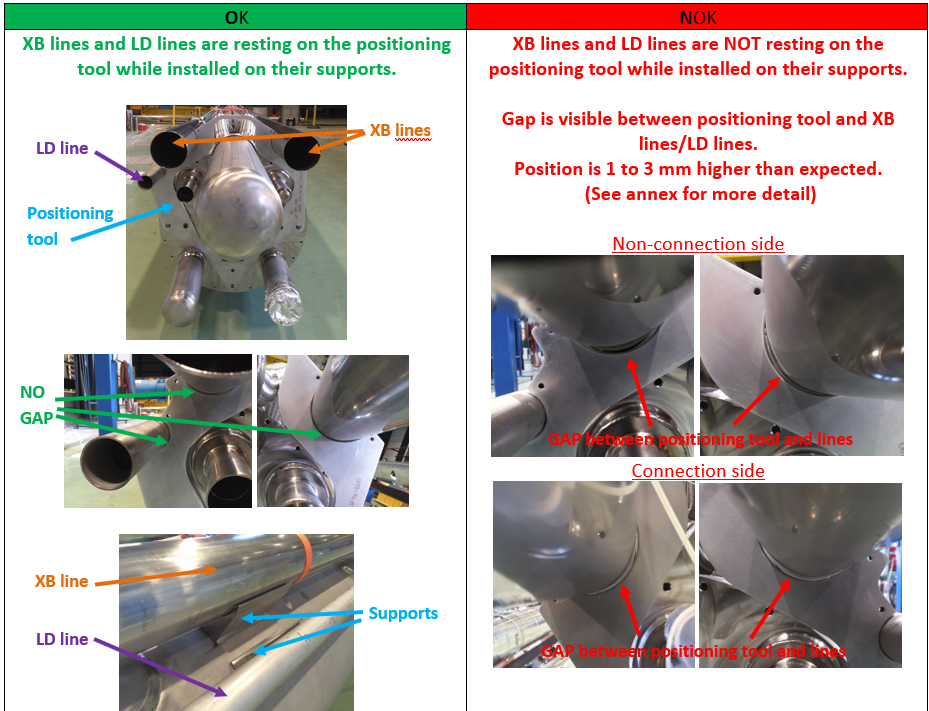 OK
XB lines and LD lines are resting on the positioning
tool while installed on their supports.
XB lines
LD line
Positioning
tool
NO
GAP
XB line
Supports
LD line
NOK
XB lines and LD lines are NOT resting on the
positioning tool while installed on their supports.
Gap is visible between positioning tool and XB
lines/LD lines.
Position is 1 to 3 mm higher than expected.
(See annex for more detail)
Non-connection side
GAP between positioning tool and lines
Connection side
GAP between positioning tool and lines